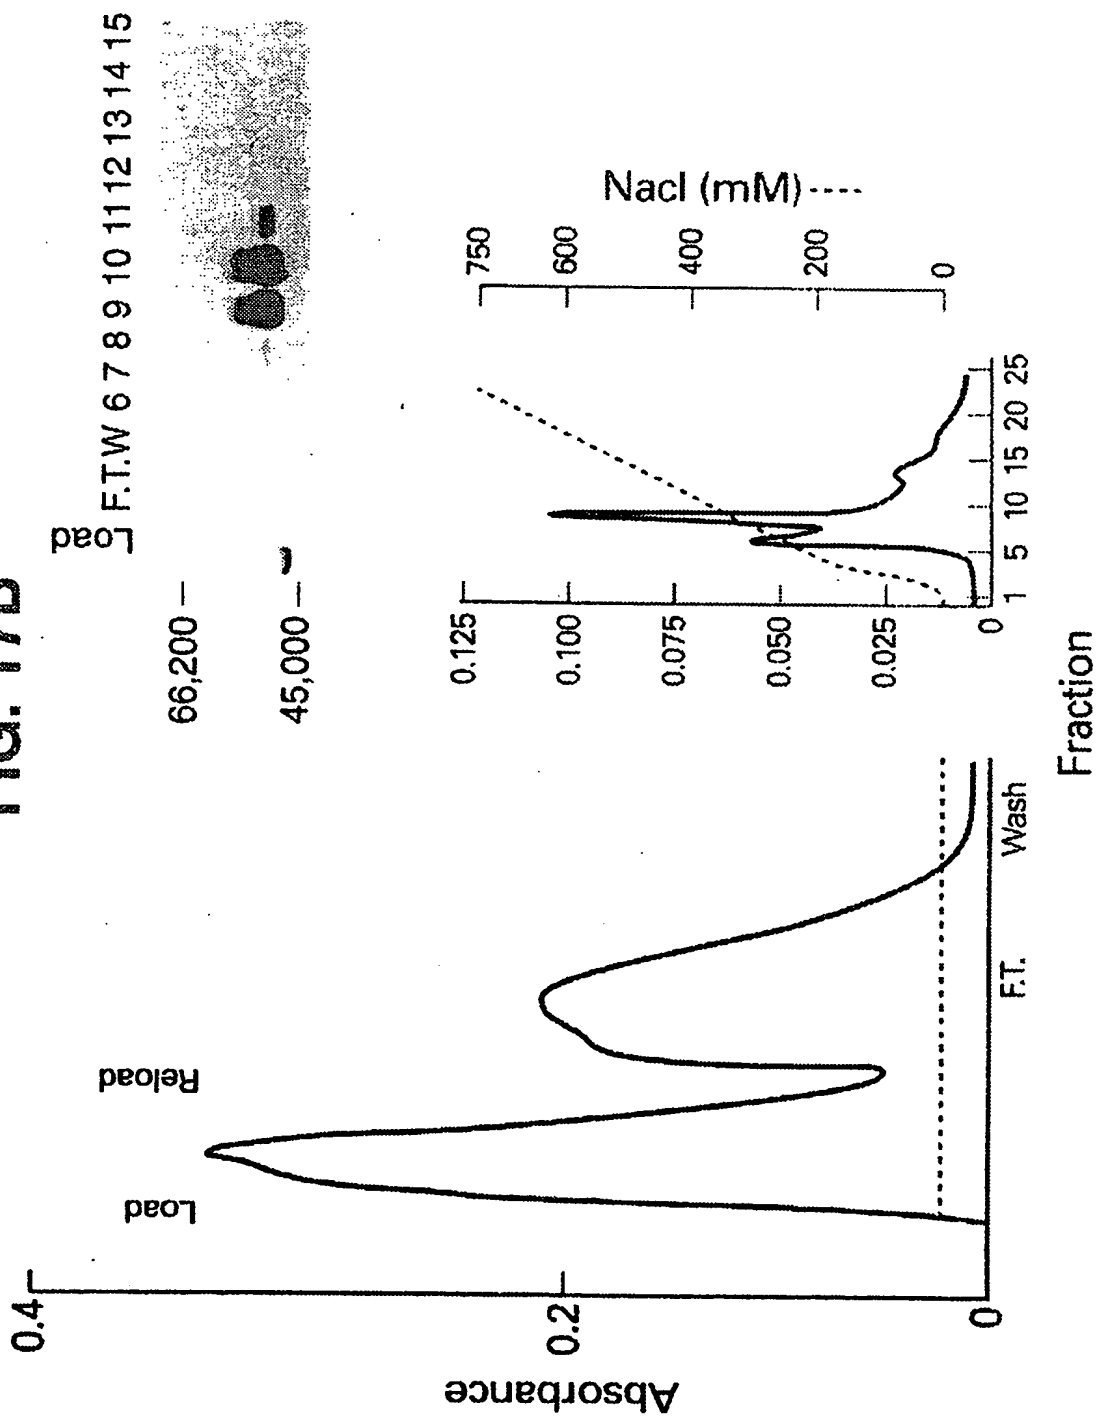 FIG. 17B
Load
F.T.W 6 7 8 9 10 11 12 13 14 15
66,200
45,000
Load
Reload
Absorbance
0.4
0.2
0
F.T.
Wash
0.125
0.100
0.075
0.050
0.025
0
1 5 10 15 20 25
Fraction
750
600
400
200
0
Nacl (mM)